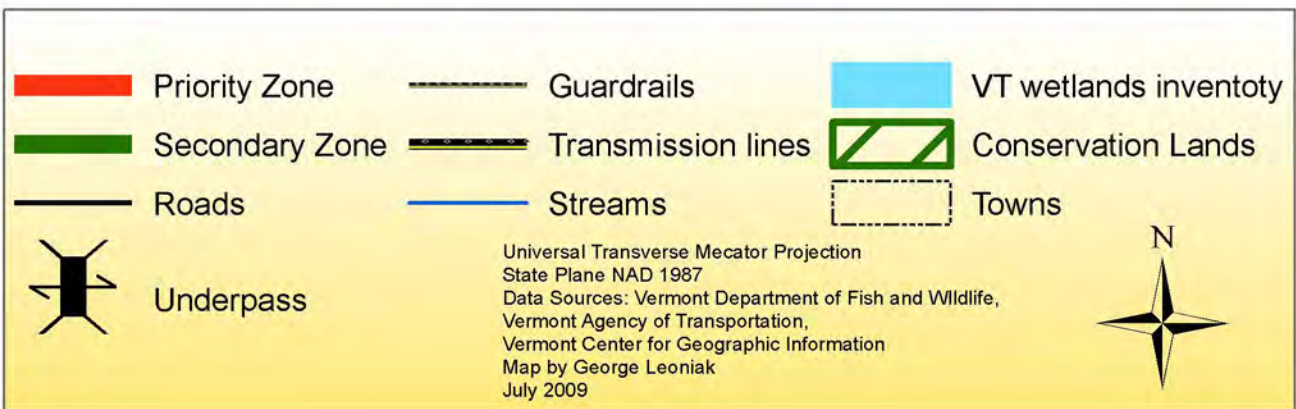 Priority Zone
Guardrails
VT wetlands inventoty
Secondary Zone
Transmission lines
Conservation Lands
Roads
Streams
Towns
Underpass
Universal Transverse Mecator Projection
State Plane NAD 1987
Data Sources: Vermont Department of Fish and WIldlife,
Vermont Agency of Transportation,
Vermont Center for Geographic Information
Map by George Leoniak
July 2009
N